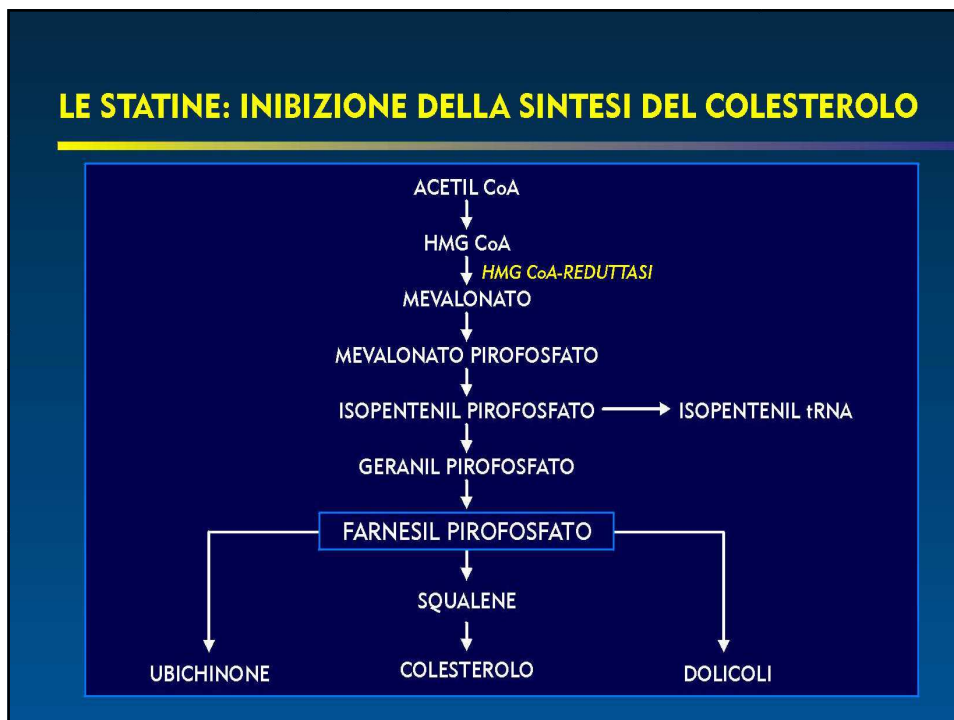 LE STATINE: INIBIZIONE DELLA SINTESI DEL COLESTEROLO
ACETIL CoA
HMG CoA
HMG CoA-REDUTTASI
MEVALONATO
MEVALONATO PIROFOSFATO
ISOPENTENIL PIROFOSFATO
ISOPENTENIL tRNA
GERANIL PIROFOSFATO
FARNESIL PIROFOSFATO
SQUALENE
UBICHINONE
COLESTEROLO
DOLICOLI